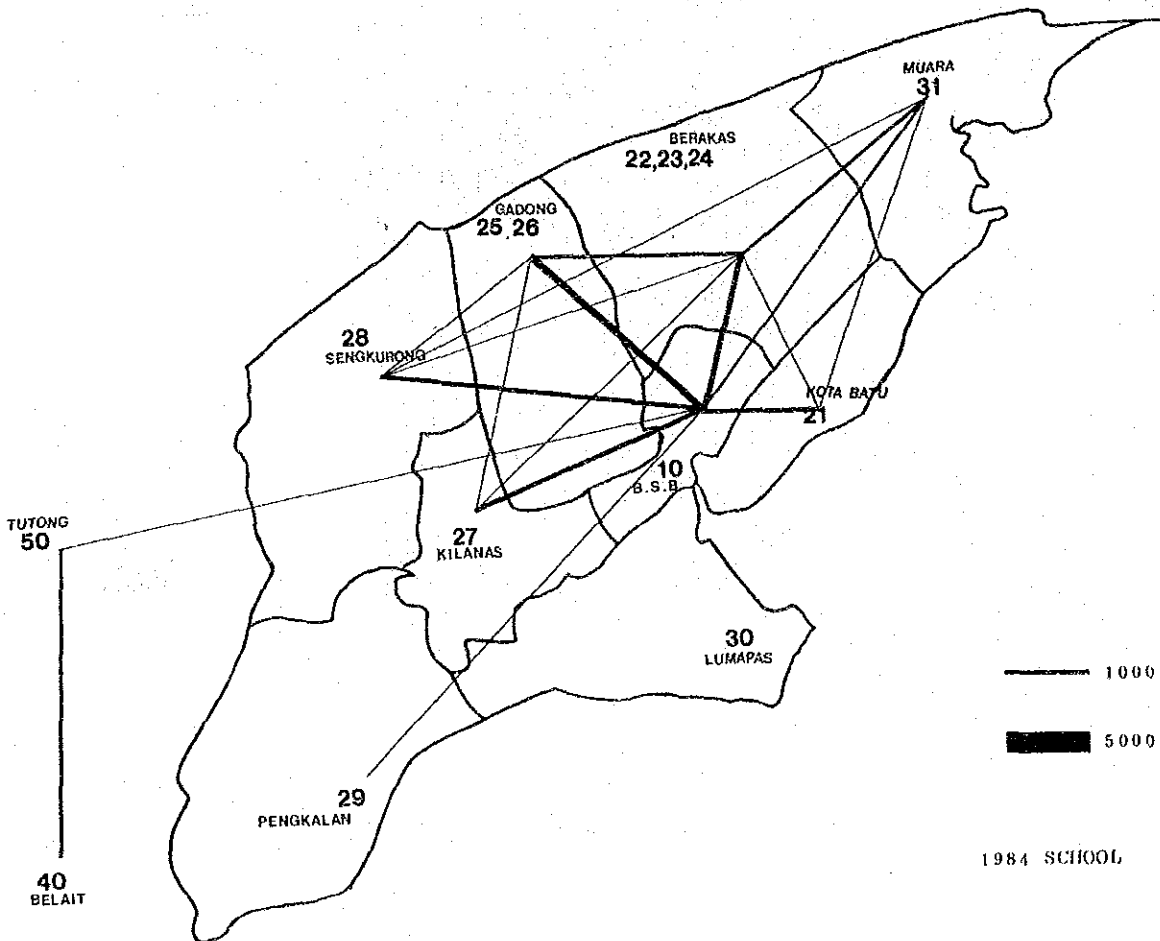 MUARA
31
BERAKAS
22,23,24
GADONG
25,26
28
SENGKURONG
KOTA BATU
21
10
B.S.B.
TUTONG
50
27
KILANAS
30
LUMAPAS
1000
5000
29
PENGKALAN
1984 SCHOOL
40
BELAIT